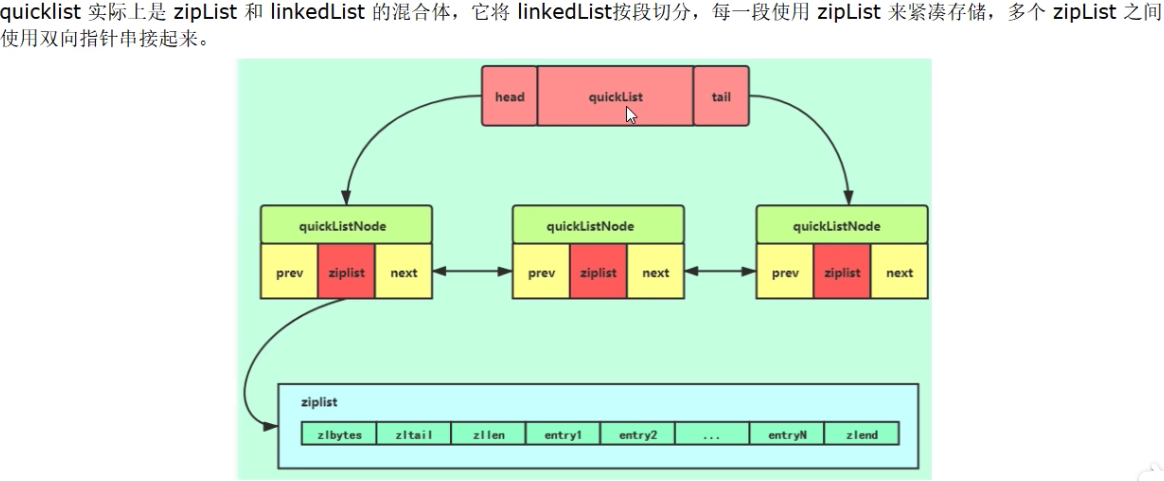 quicklist 实际上是 zipList 和 linkedList 的混合体，它将 linkedList按段切分，每一段使用 zipList 来紧凑存储，多个 zipList 之间
使用双向指针串接起来。
head quickList tail
quickListNode quickListNode quickListNode
prev ziplist next prev ziplist next prev ziplist next
ziplist
zlbytes zltail zllen entry1 entry2 ... entryN zlend